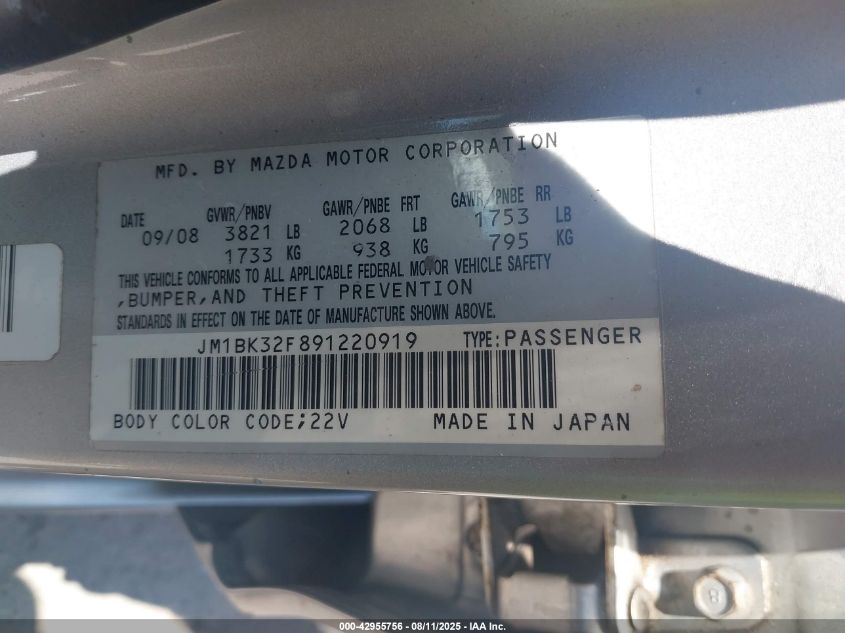 MFD. BY MAZDA MOTOR CORPORATION
DATE GVWR/PNBV GAWR/PNBE FRT GAWR/PNBE RR
09/08 3821 LB 2068 LB 1753 LB
1733 KG 938 KG 795 KG
THIS VEHICLE CONFORMS TO ALL APPLICABLE FEDERAL MOTOR VEHICLE SAFETY
,BUMPER,AND THEFT PREVENTION
STANDARDS IN EFFECT ON THE DATE OF MANUFACTURE SHOWN ABOVE.
JM1BK32F891220919 TYPE:PASSENGER
BODY COLOR CODE;22V MADE IN JAPAN
8
000-42955756 - 08/11/2025 - IAA Inc.